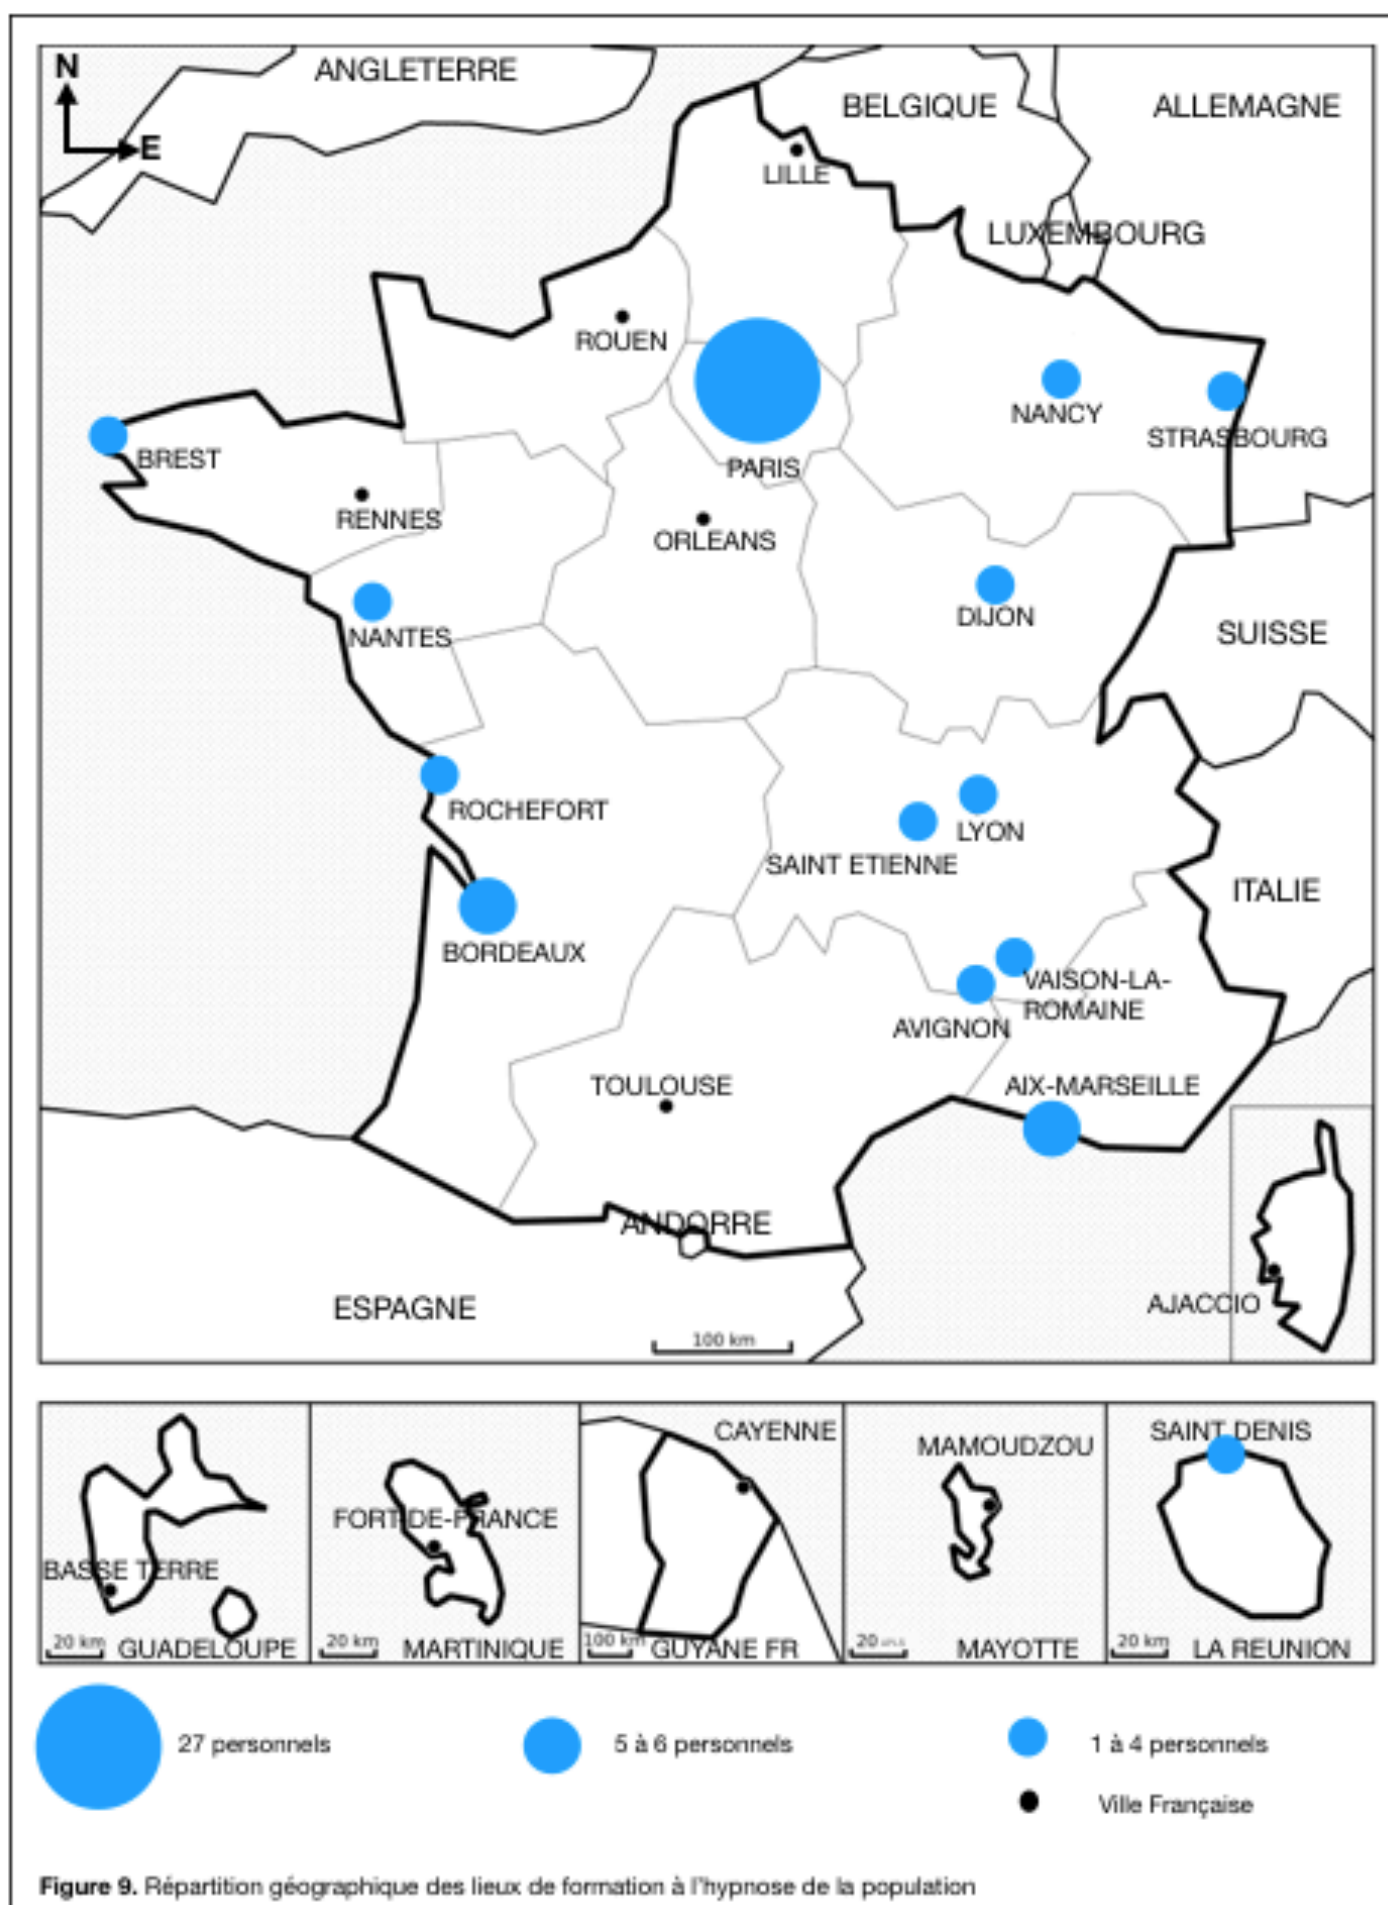 N
ANGLETERRE
BELGIQUE
ALLEMAGNE
E
LILLE
LUXEMBOURG
ROUEN
NANCY
STRASBOURG
BREST
PARIS
RENNES
ORLEANS
DIJON
SUISSE
NANTES
ROCHEFORT
LYON
SAINT ETIENNE
ITALIE
BORDEAUX
VAISON-LA-
ROMAINE
AVIGNON
TOULOUSE
AIX-MARSEILLE
ANDORRE
ESPAGNE
AJACCIO
100 km
CAYENNE
SAINT DENIS
MAMOUDZOU
FORT-DE-FRANCE
BASSE TERRE
20 km
GUADELOUPE
20 km
MARTINIQUE
100 km
GUYANE FR
20
MAYOTTE
20 km
LA REUNION
27 personnels
5 à 6 personnels
1 à 4 personnels
Ville Française
Figure 9. Répartition géographique des lieux de formation à l'hypnose de la population